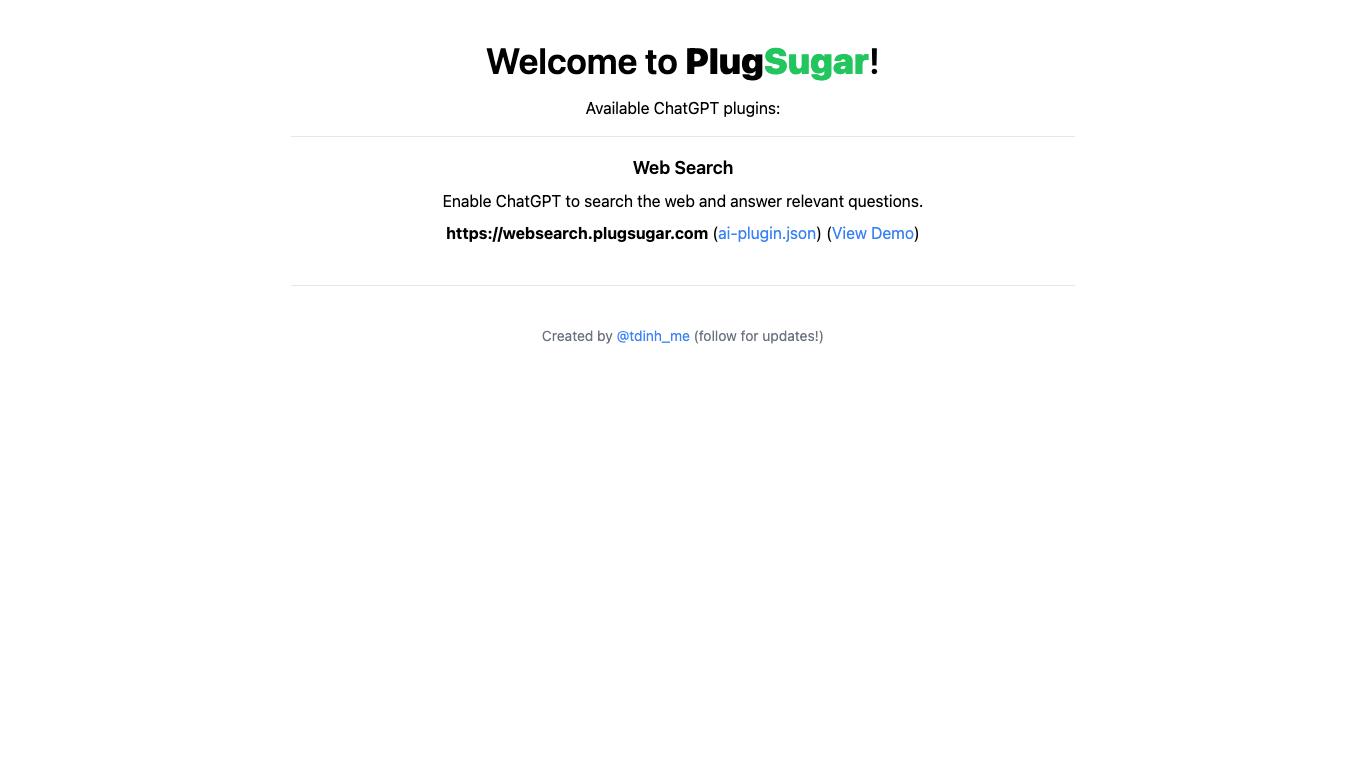 Welcome to PlugSugar!
Available ChatGPT plugins:
Web Search
Enable ChatGPT to search the web and answer relevant questions.
https://websearch.plugsugar.com (ai-plugin.json) (View Demo)
Created by @tdinh_me (follow for updates!)